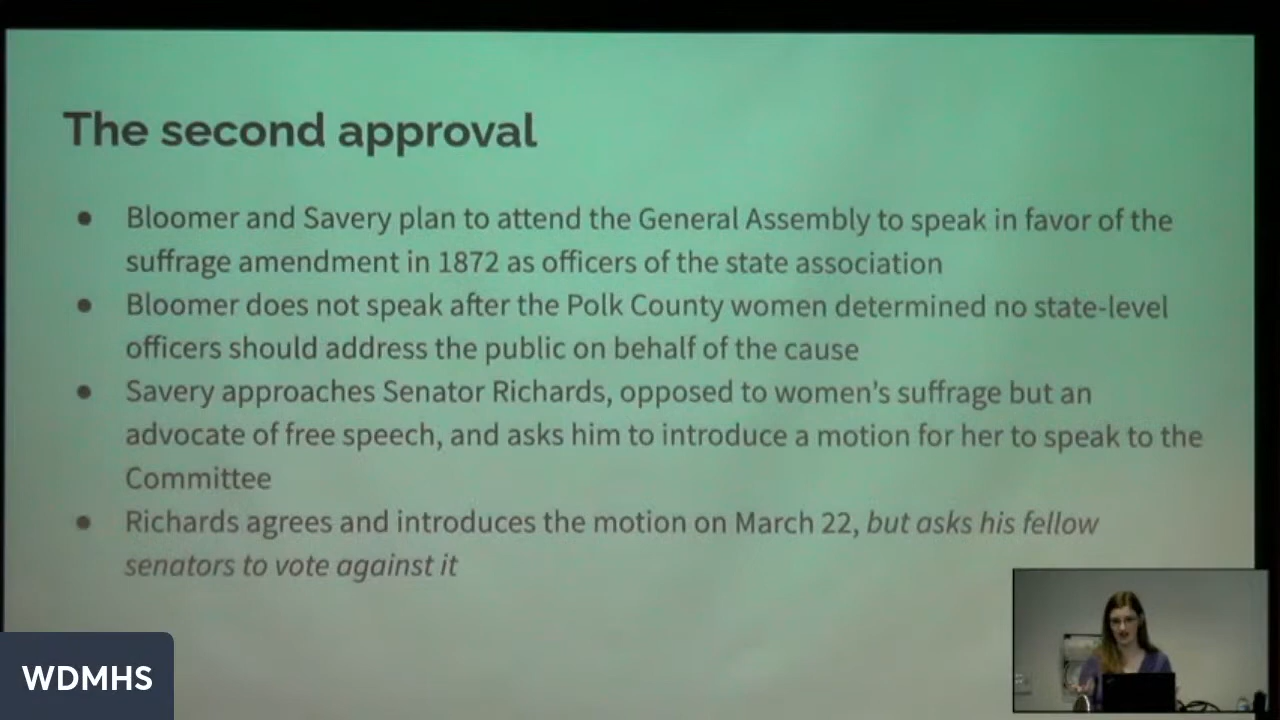 The second approval
● Bloomer and Savery plan to attend the General Assembly to speak in favor of the
suffrage amendment in 1872 as officers of the state association
● Bloomer does not speak after the Polk County women determined no state-level
officers should address the public on behalf of the cause
● Savery approaches Senator Richards, opposed to women's suffrage but an
advocate of free speech, and asks him to introduce a motion for her to speak to the
Committee
● Richards agrees and introduces the motion on March 22, but asks his fellow
senators to vote against it
WDMHS